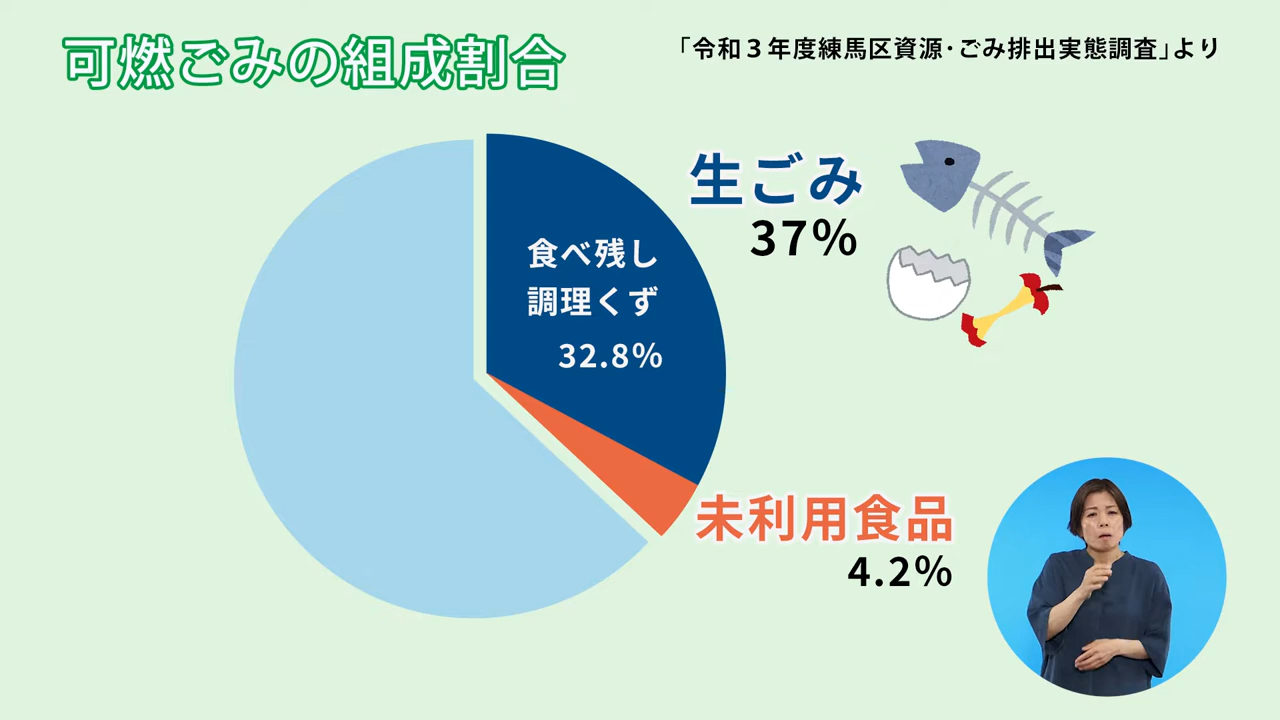 可燃ごみの組成割合
「令和３年度練馬区資源･ごみ排出実態調査」より
生ごみ
37%
食べ残し
調理くず
32.8%
未利用食品
4.2%